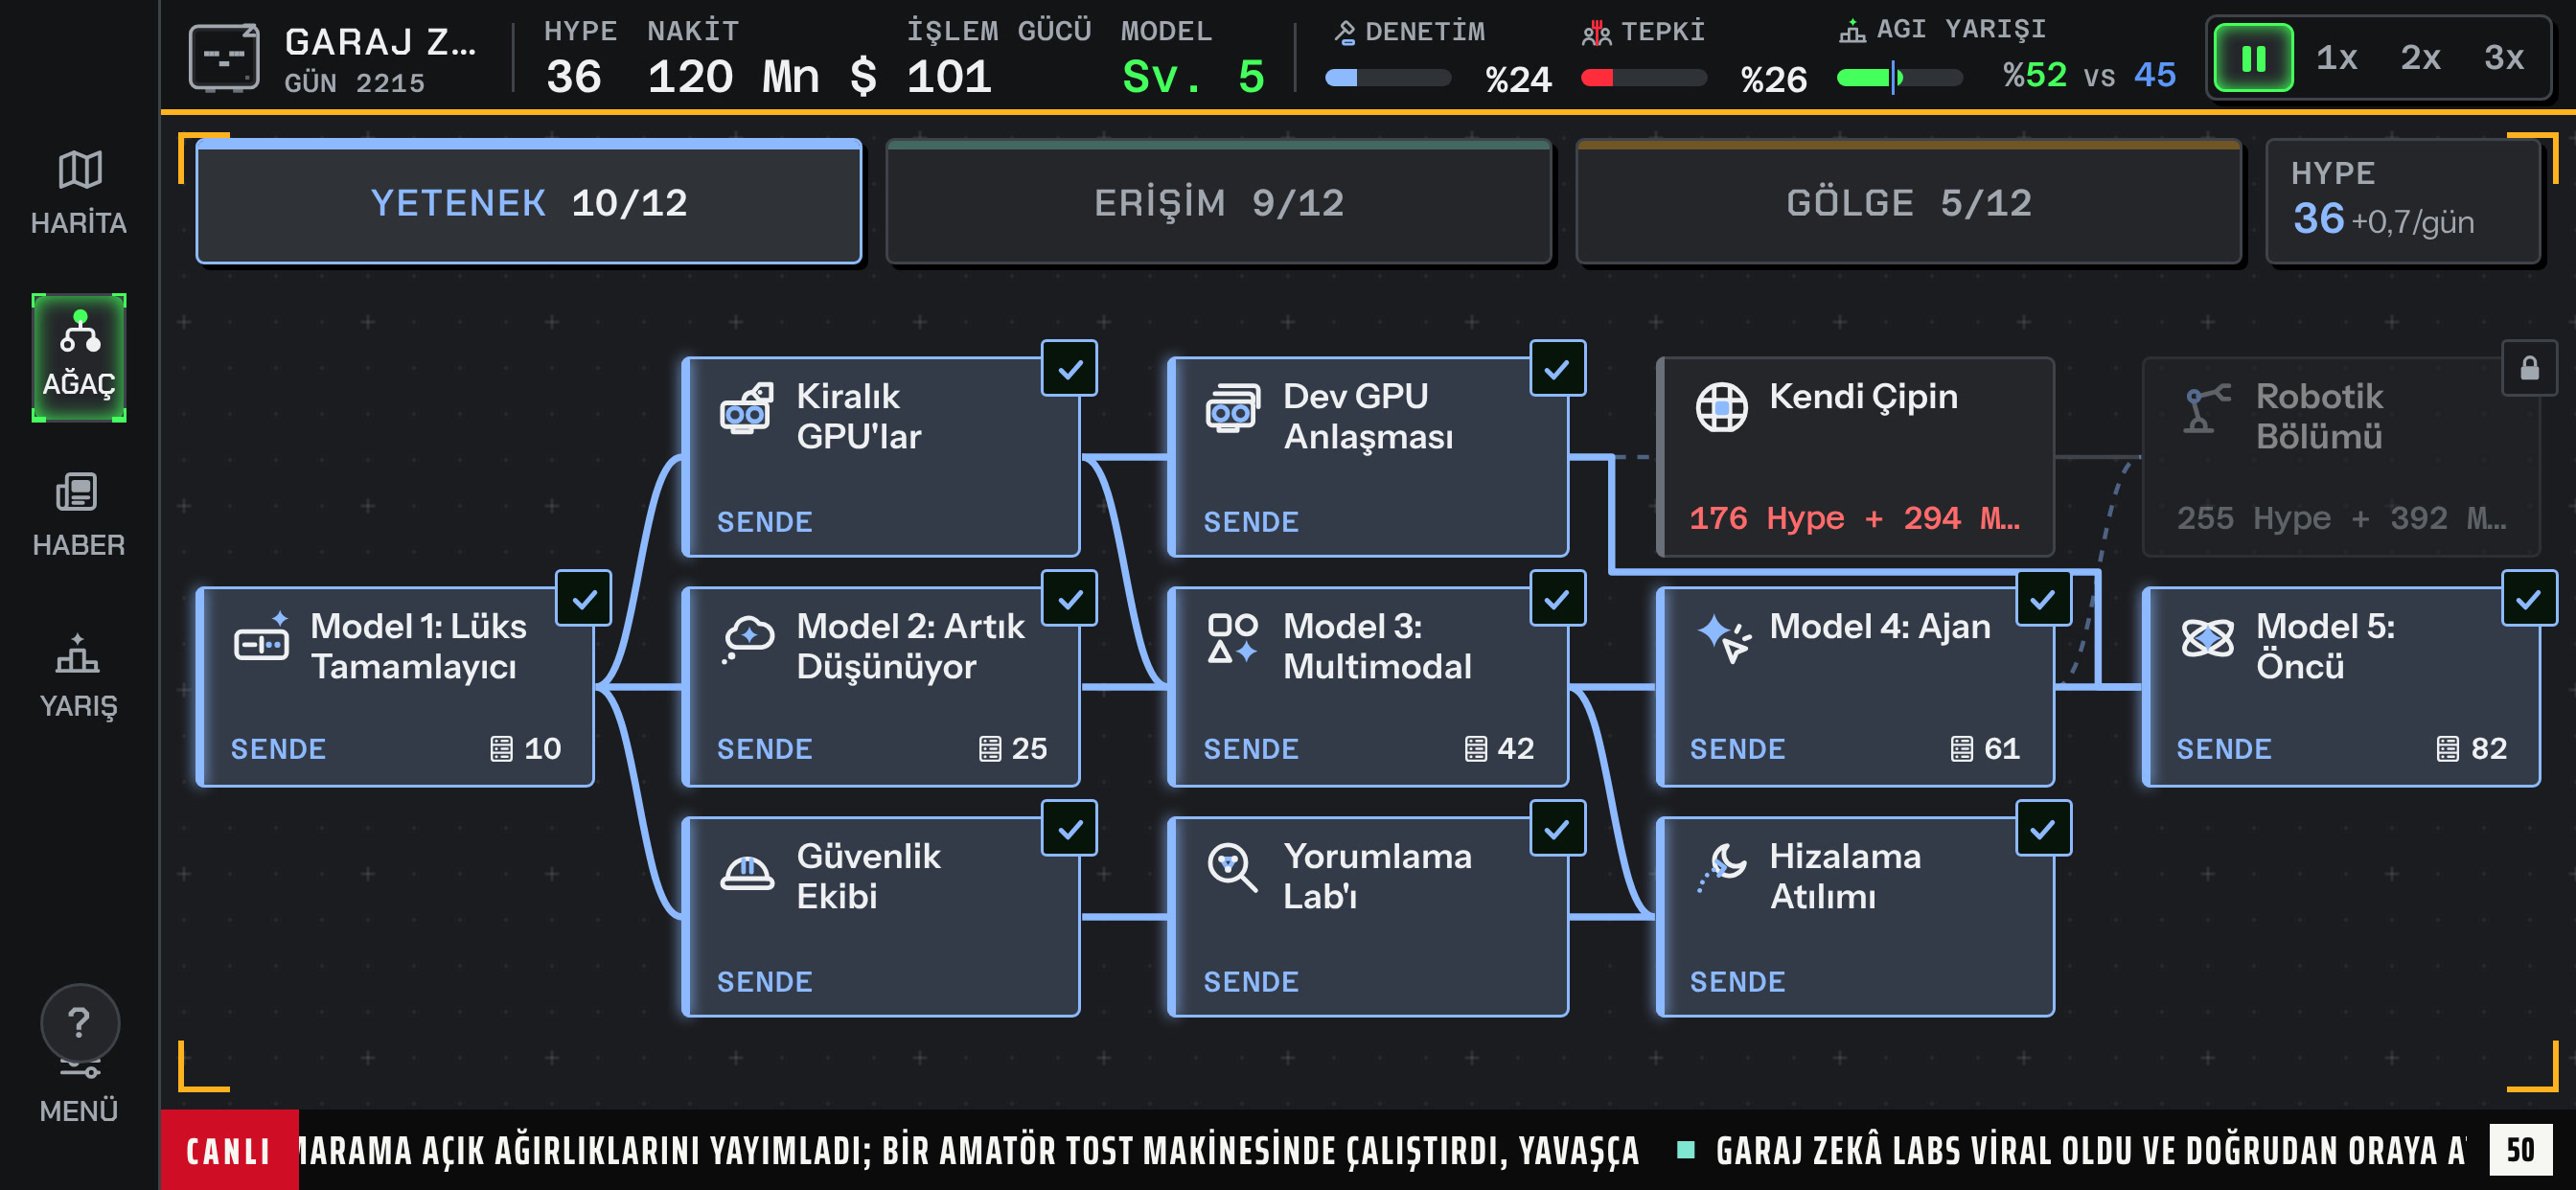 GARAJ Z...
GÜN 2215
HYPE
36
NAKİT
120 Mn $
İŞLEM GÜCÜ
101
MODEL
Sv. 5
DENETİM
%24
TEPKİ
%26
AGI YARIŞI
%52 VS 45
1x
2x
3x
HARİTA
AĞAÇ
HABER
YARIŞ
?
MENÜ
YETENEK 10/12
ERİŞİM 9/12
GÖLGE 5/12
HYPE
36 +0,7/gün
Kiralık
GPU'lar
SENDE
Dev GPU
Anlaşması
SENDE
Kendi Çipin
176 Hype + 294 M...
Robotik
Bölümü
255 Hype + 392 M...
Model 1: Lüks
Tamamlayıcı
SENDE
10
Model 2: Artık
Düşünüyor
SENDE
25
Model 3:
Multimodal
SENDE
42
Model 4: Ajan
SENDE
61
Model 5:
Öncü
SENDE
82
Güvenlik
Ekibi
SENDE
Yorumlama
Lab'ı
SENDE
Hizalama
Atılımı
SENDE
CANLI
MARAMA AÇIK AĞIRLIKLARINI YAYIMLADI; BİR AMATÖR TOST MAKİNESİNDE ÇALIŞTIRDI, YAVAŞÇA ■ GARAJ ZEKÂ LABS VİRAL OLDU VE DOĞRUDAN ORAYA
50